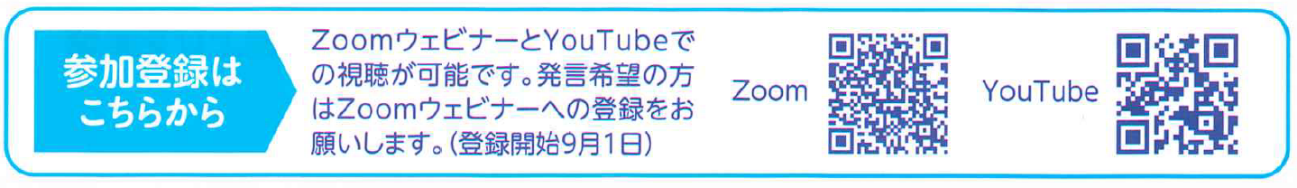 参加登録は
こちらから
ZoomウェビナーとYouTubeで
の視聴が可能です。発言希望の方
はZoomウェビナーへの登録をお
願いします。(登録開始9月1日)
Zoom
YouTube